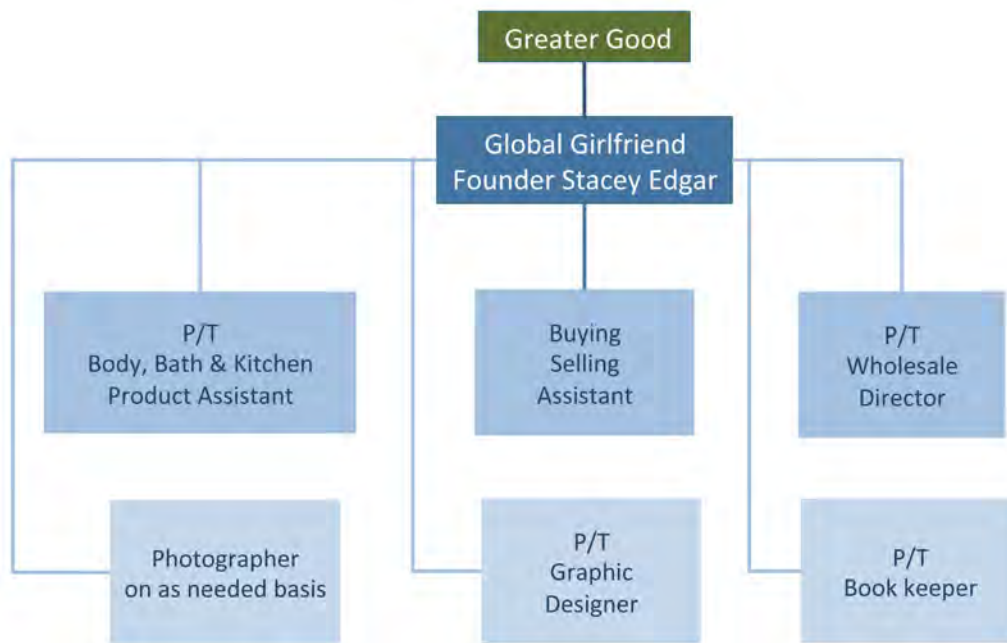 Greater Good
Global Girlfriend
Founder Stacey Edgar
P/T
Body, Bath & Kitchen
Product Assistant
Buying
Selling
Assistant
P/T
Wholesale
Director
Photographer
on as needed basis
P/T
Graphic
Designer
P/T
Book keeper